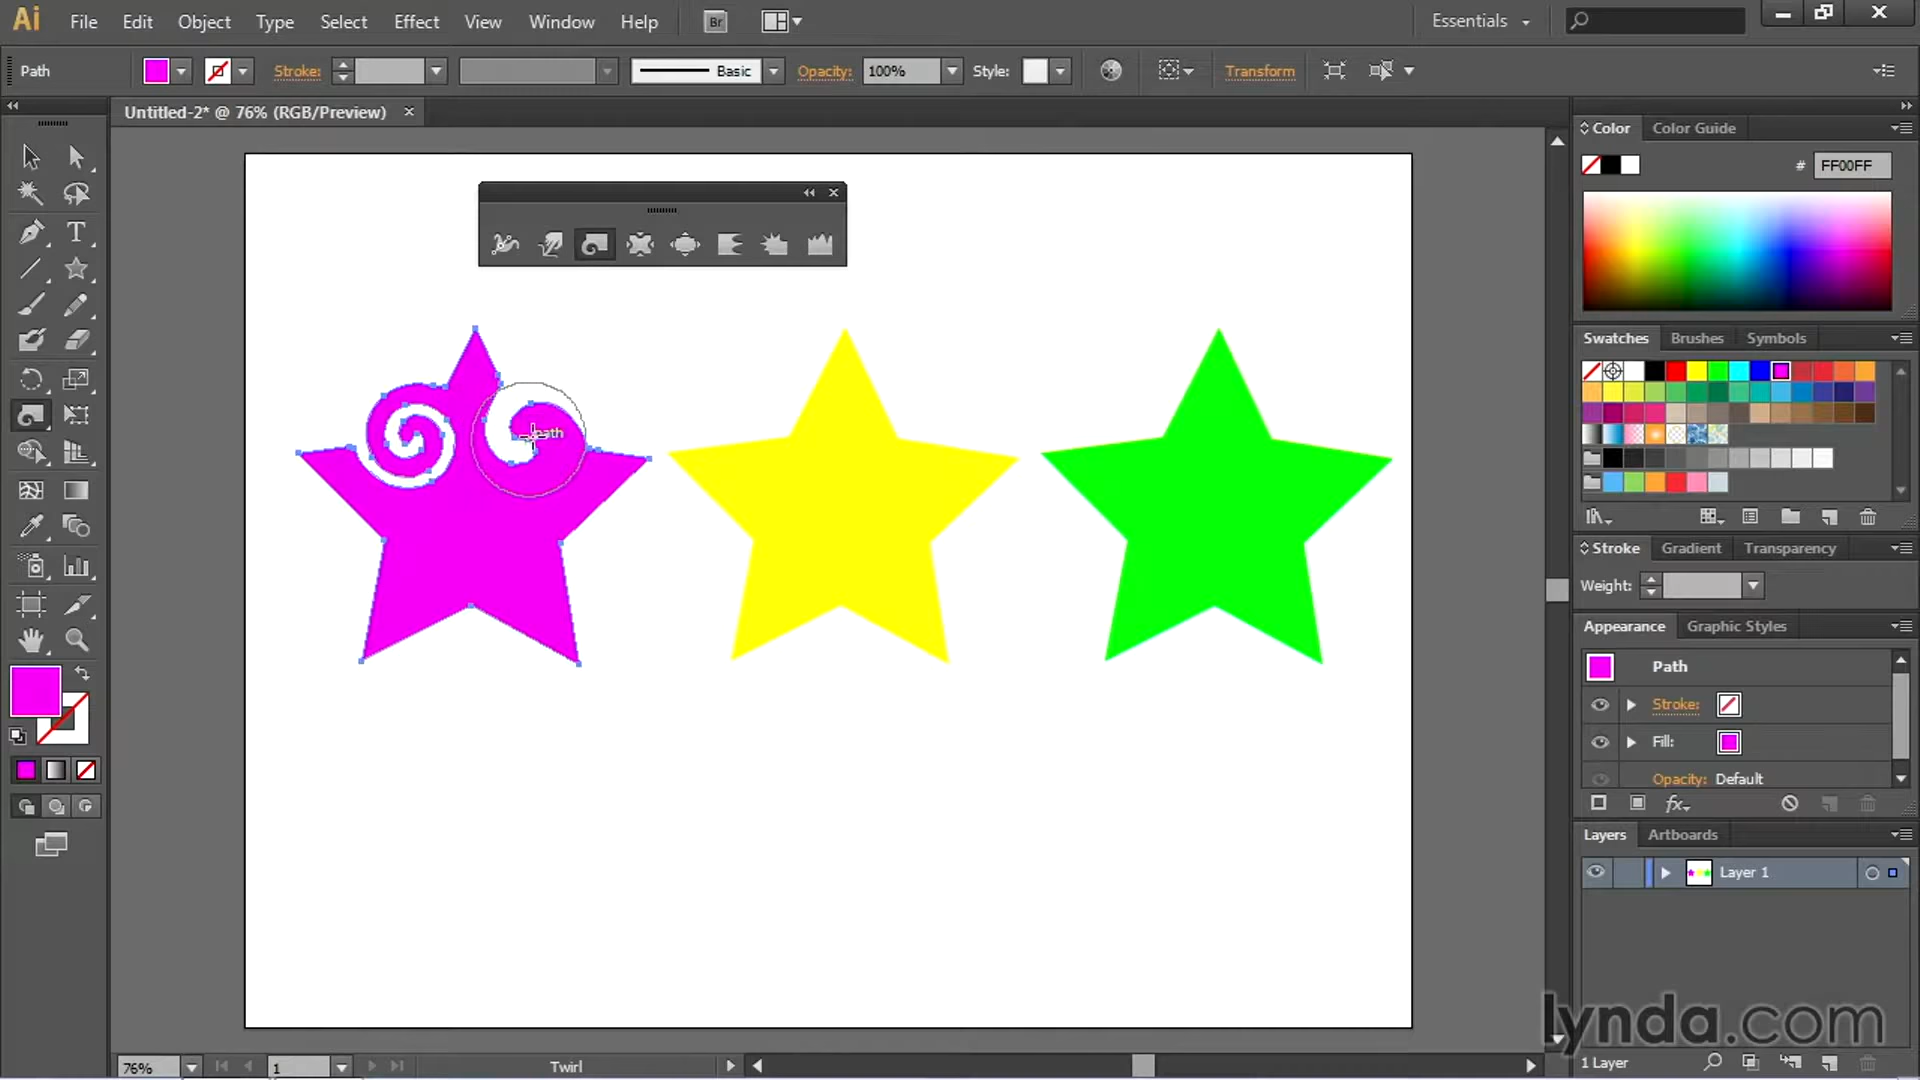 Ai File Edit Object Type Select Effect View Window Help Br Essentials
Path Stroke: Basic Opacity: 100% Style: Transform
Untitled-2* @ 76% (RGB/Preview) ×
Color Color Guide
# FF00FF
Swatches Brushes Symbols
path
Stroke Gradient Transparency
Weight:
Appearance Graphic Styles
Path
Stroke:
Fill:
Opacity: Default
fx
Layers Artboards
Layer 1
lynda.com
1 Layer
76% 1 Twirl